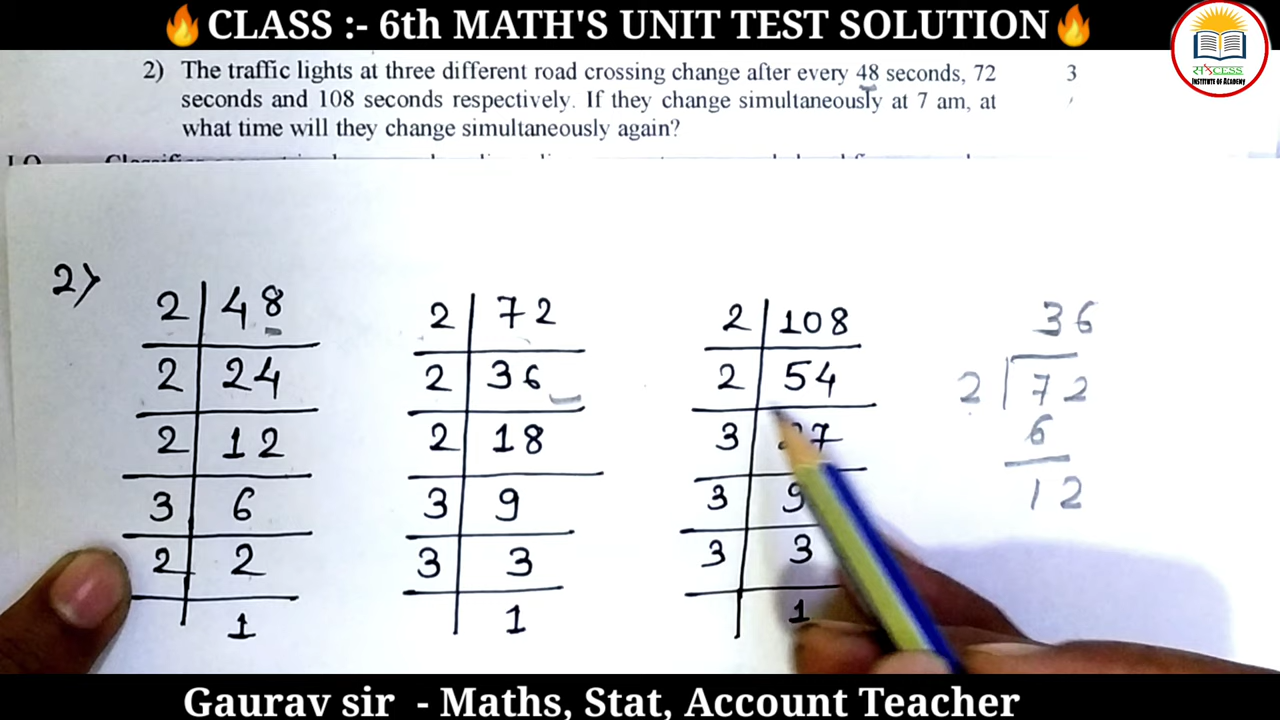 🔥CLASS :- 6th MATH'S UNIT TEST SOLUTION🔥
सक्सेस
INSTITUTE OF ACADEMY
2) The traffic lights at three different road crossing change after every 48 seconds, 72 3
seconds and 108 seconds respectively. If they change simultaneously at 7 am, at
what time will they change simultaneously again?
2)
2 | 48
2 | 24
2 | 12
3 | 6
2 | 2
1
2 | 72
2 | 36
2 | 18
3 | 9
3 | 3
1
2 | 108
2 | 54
3 | 27
3 | 9
3 | 3
1
36
2 | 72
6
12
Gaurav sir - Maths, Stat, Account Teacher